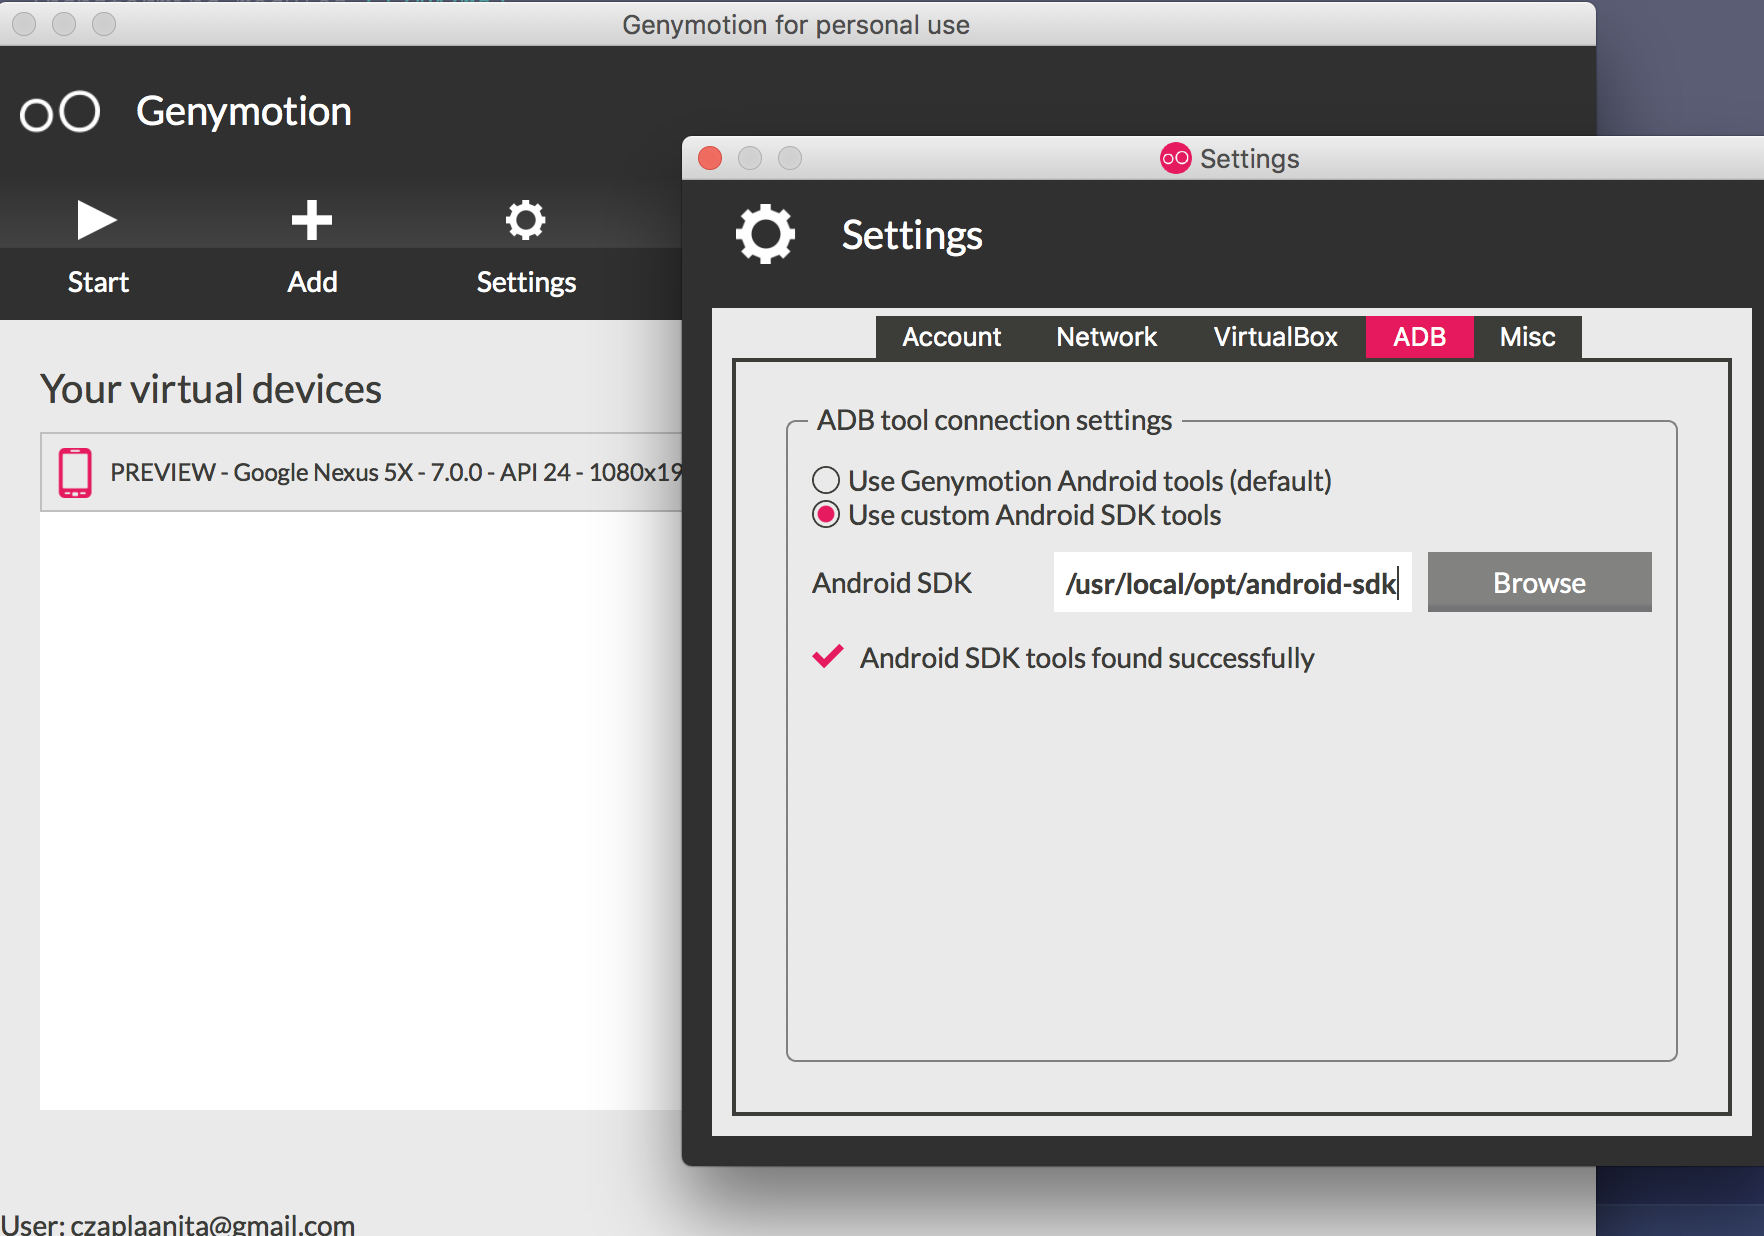 Genymotion for personal use
Genymotion
Start
Add
Settings
Your virtual devices
PREVIEW - Google Nexus 5X - 7.0.0 - API 24 - 1080x19
User: czaplaanita@gmail.com
Settings
Settings
Account
Network
VirtualBox
ADB
Misc
ADB tool connection settings
Use Genymotion Android tools (default)
Use custom Android SDK tools
Android SDK
/usr/local/opt/android-sdk
Browse
Android SDK tools found successfully